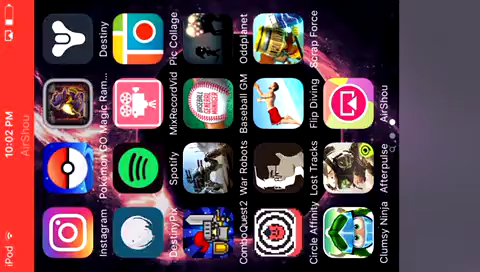 iPod 10:02 PM
AirShou
Instagram Pokémon GO Magic Ram... Destiny
DestinyPix Spotify MixRecordVid Pic Collage
ComboQuest2 War Robots Baseball GM Oddplanet
Circle Affinity Lost Tracks Flip Diving Scrap Force
Clumsy Ninja Afterpulse AirShou